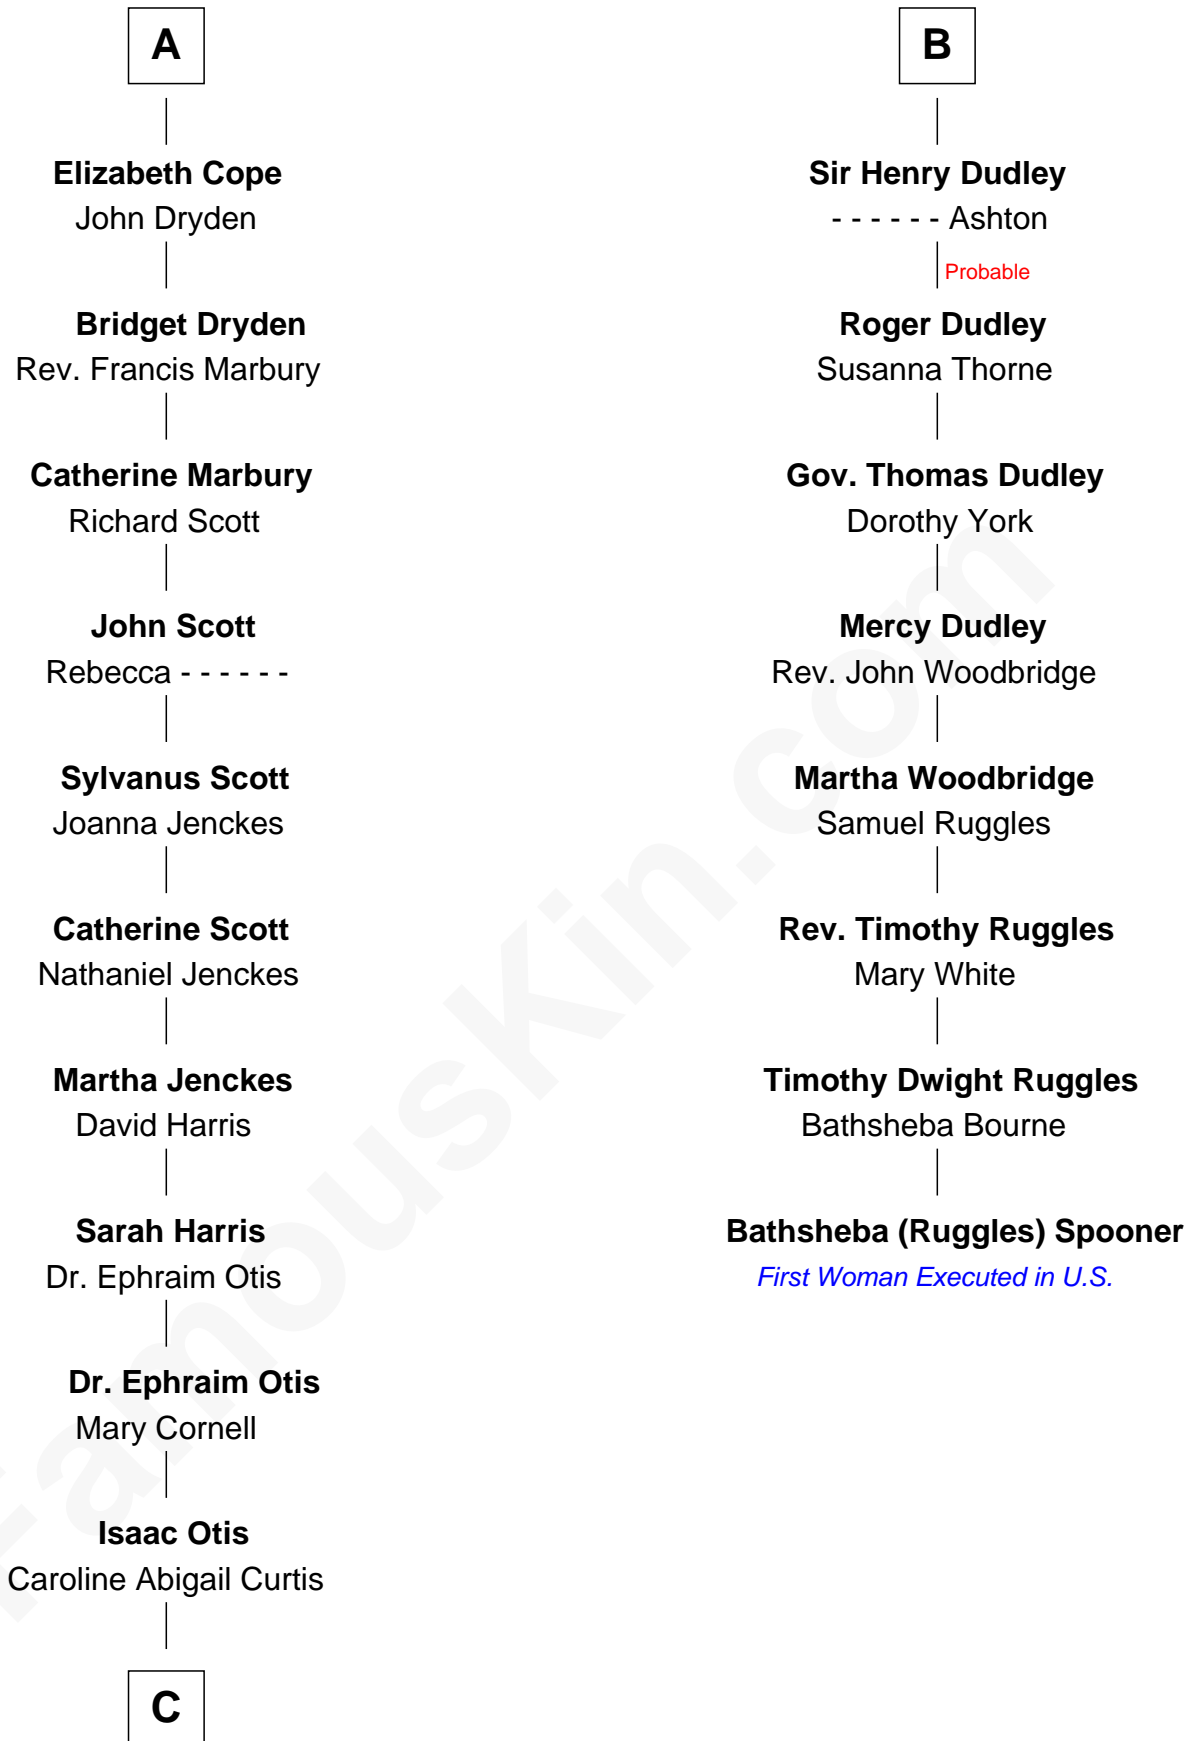 A
Elizabeth Cope
John Dryden
Bridget Dryden
Rev. Francis Marbury
Catherine Marbury
Richard Scott
John Scott
Rebecca - - - - - -
Sylvanus Scott
Joanna Jenckes
Catherine Scott
Nathaniel Jenckes
Martha Jenckes
David Harris
Sarah Harris
Dr. Ephraim Otis
Dr. Ephraim Otis
Mary Cornell
Isaac Otis
Caroline Abigail Curtis
C
B
Sir Henry Dudley
- - - - - - Ashton
Probable
Roger Dudley
Susanna Thorne
Gov. Thomas Dudley
Dorothy York
Mercy Dudley
Rev. John Woodbridge
Martha Woodbridge
Samuel Ruggles
Rev. Timothy Ruggles
Mary White
Timothy Dwight Ruggles
Bathsheba Bourne
Bathsheba (Ruggles) Spooner
First Woman Executed in U.S.
FamousKin.com